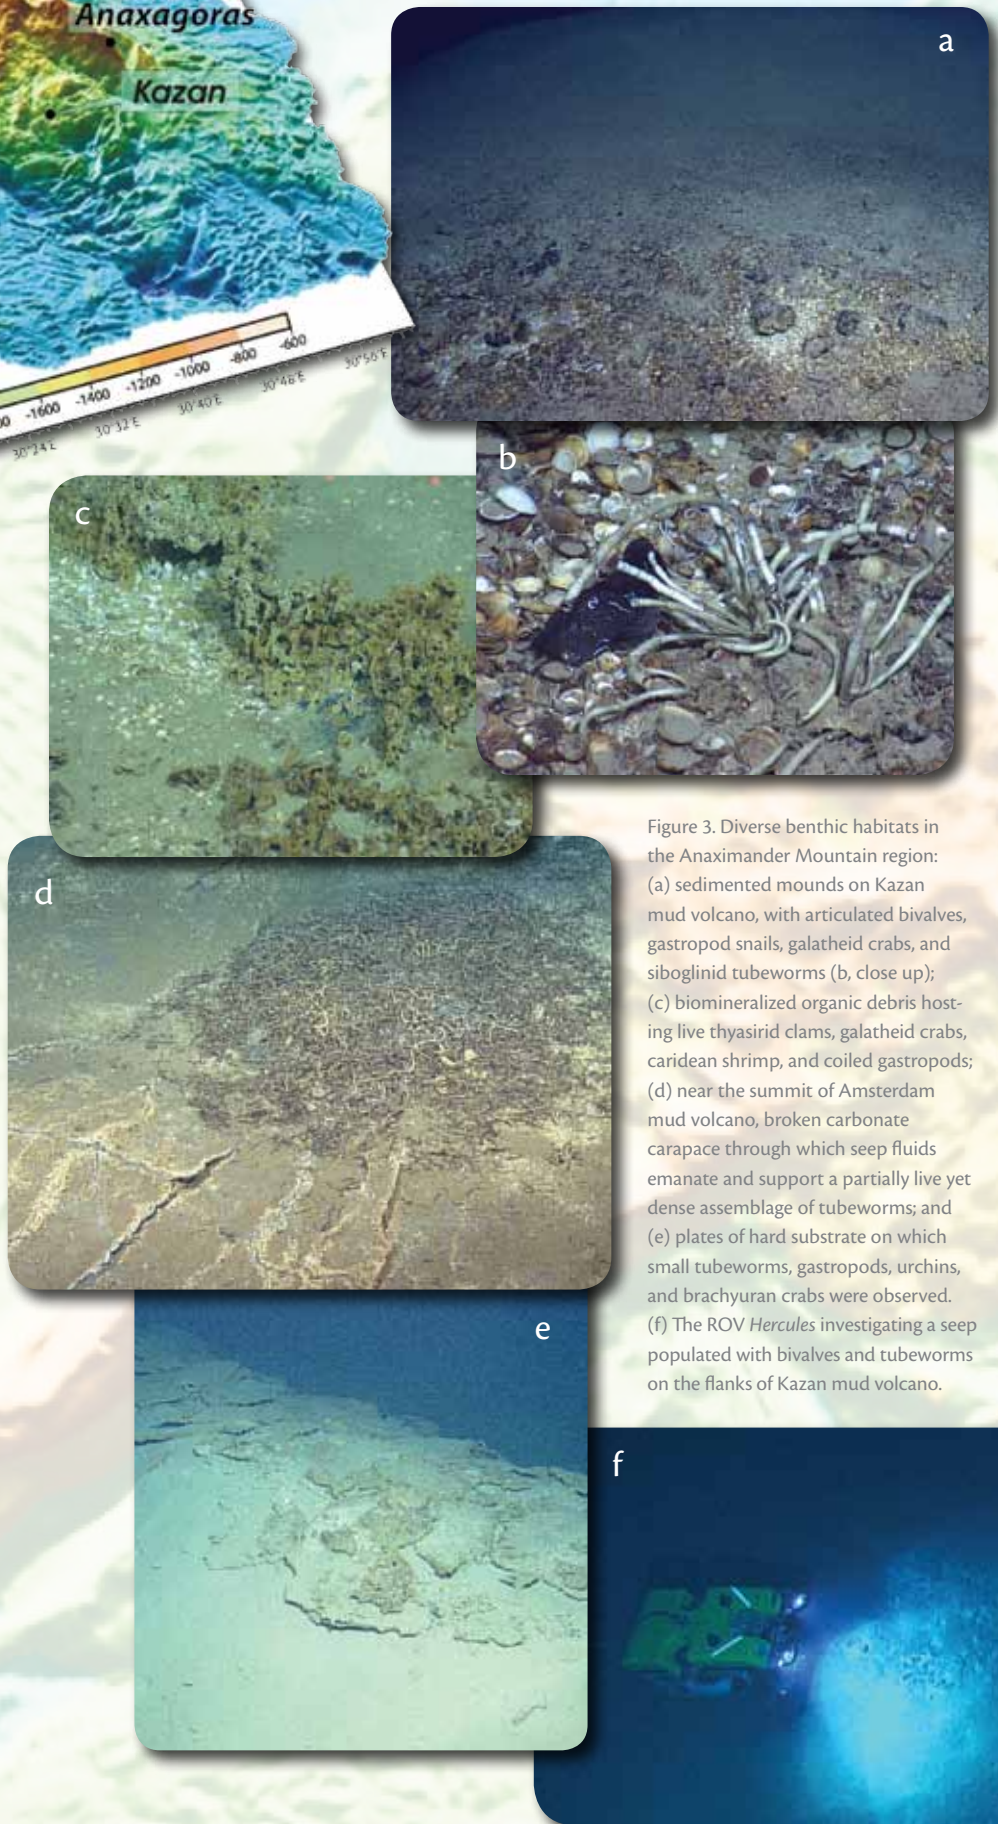 Anaxagoras
Kazan
-1600 -1400 -1200 -1000 -800 -600
30°24'E 30°32'E 30°40'E 30°48'E 30°56'E
a
b
c
d
Figure 3. Diverse benthic habitats in
the Anaximander Mountain region:
(a) sedimented mounds on Kazan
mud volcano, with articulated bivalves,
gastropod snails, galatheid crabs, and
siboglinid tubeworms (b, close up);
(c) biomineralized organic debris host-
ing live thyasirid clams, galatheid crabs,
caridean shrimp, and coiled gastropods;
(d) near the summit of Amsterdam
mud volcano, broken carbonate
carapace through which seep fluids
emanate and support a partially live yet
dense assemblage of tubeworms; and
(e) plates of hard substrate on which
small tubeworms, gastropods, urchins,
and brachyuran crabs were observed.
(f) The ROV Hercules investigating a seep
populated with bivalves and tubeworms
on the flanks of Kazan mud volcano.
e
f